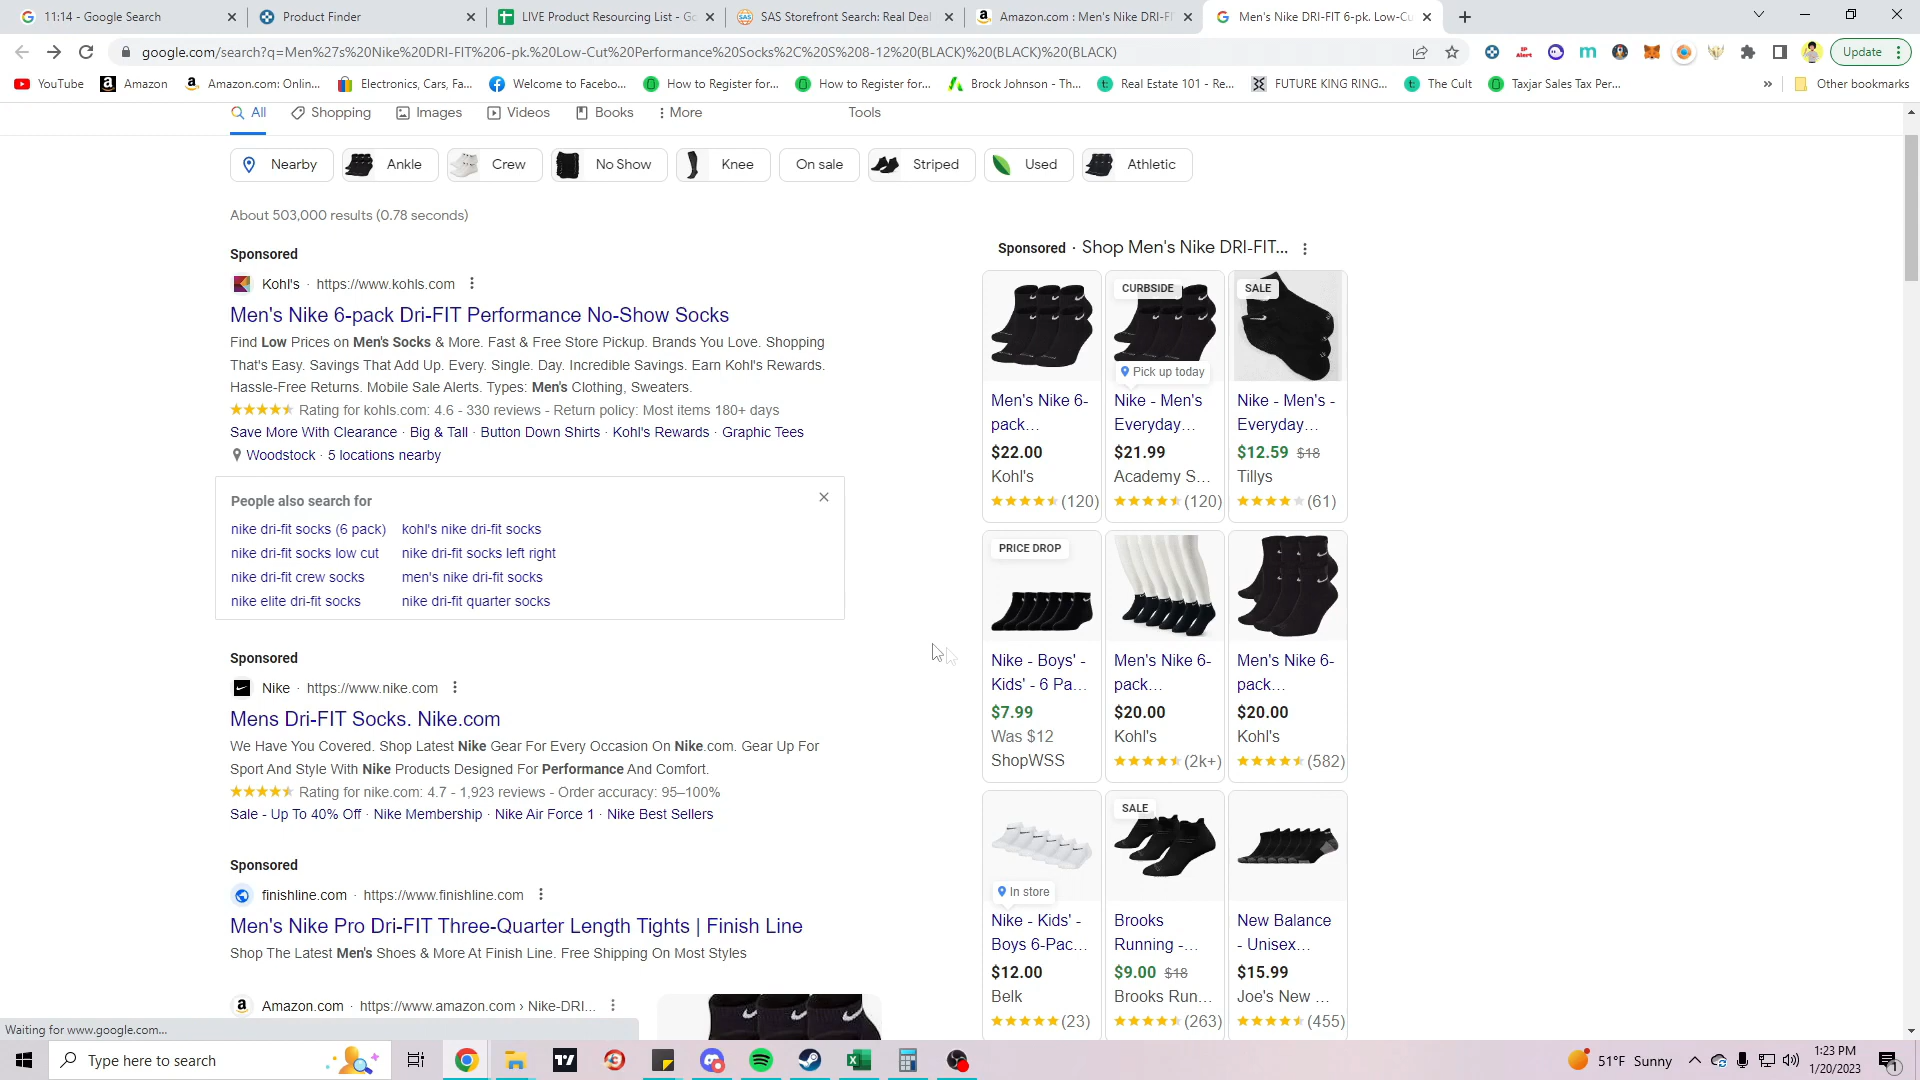 11:14 - Google Search
Product Finder
LIVE Product Resourcing List - Go
SAS Storefront Search: Real Deal
Amazon.com : Men's Nike DRI-FI
Men's Nike DRI-FIT 6-pk. Low-Cu
google.com/search?q=Men%27s%20Nike%20DRI-FIT%206-pk.%20Low-Cut%20Performance%20Socks%2C%20S%208-12%20(BLACK)%20(BLACK)%20(BLACK)
Update
YouTube
Amazon
Amazon.com: Onlin...
Electronics, Cars, Fa...
Welcome to Facebo...
How to Register for...
How to Register for...
Brock Johnson - Th...
Real Estate 101 - Re...
FUTURE KING RING...
The Cult
Taxjar Sales Tax Per...
»
Other bookmarks
All
Shopping
Images
Videos
Books
More
Tools
Nearby
Ankle
Crew
No Show
Knee
On sale
Striped
Used
Athletic
About 503,000 results (0.78 seconds)
Sponsored
Kohl's · https://www.kohls.com
Men's Nike 6-pack Dri-FIT Performance No-Show Socks
Find Low Prices on Men's Socks & More. Fast & Free Store Pickup. Brands You Love. Shopping
That's Easy. Savings That Add Up. Every. Single. Day. Incredible Savings. Earn Kohl's Rewards.
Hassle-Free Returns. Mobile Sale Alerts. Types: Men's Clothing, Sweaters.
Rating for kohls.com: 4.6 - 330 reviews - Return policy: Most items 180+ days
Save More With Clearance · Big & Tall · Button Down Shirts · Kohl's Rewards · Graphic Tees
Woodstock · 5 locations nearby
People also search for
nike dri-fit socks (6 pack)
kohl's nike dri-fit socks
nike dri-fit socks low cut
nike dri-fit socks left right
nike dri-fit crew socks
men's nike dri-fit socks
nike elite dri-fit socks
nike dri-fit quarter socks
Sponsored
Nike · https://www.nike.com
Mens Dri-FIT Socks. Nike.com
We Have You Covered. Shop Latest Nike Gear For Every Occasion On Nike.com. Gear Up For
Sport And Style With Nike Products Designed For Performance And Comfort.
Rating for nike.com: 4.7 - 1,923 reviews - Order accuracy: 95–100%
Sale - Up To 40% Off · Nike Membership · Nike Air Force 1 · Nike Best Sellers
Sponsored
finishline.com · https://www.finishline.com
Men's Nike Pro Dri-FIT Three-Quarter Length Tights | Finish Line
Shop The Latest Men's Shoes & More At Finish Line. Free Shipping On Most Styles
Amazon.com · https://www.amazon.com › Nike-DRI...
Sponsored · Shop Men's Nike DRI-FIT...
Men's Nike 6-
pack...
$22.00
Kohl's
(120)
CURBSIDE
Pick up today
Nike - Men's
Everyday...
$21.99
Academy S...
(120)
SALE
Nike - Men's -
Everyday...
$12.59 $18
Tillys
(61)
PRICE DROP
Nike - Boys' -
Kids' - 6 Pa...
$7.99
Was $12
ShopWSS
Men's Nike 6-
pack...
$20.00
Kohl's
(2k+)
Men's Nike 6-
pack...
$20.00
Kohl's
(582)
In store
Nike - Kids' -
Boys 6-Pac...
$12.00
Belk
(23)
SALE
Brooks
Running -...
$9.00 $18
Brooks Run...
(263)
New Balance
- Unisex...
$15.99
Joe's New ...
(455)
Waiting for www.google.com...
Type here to search
51°F Sunny
1:23 PM
1/20/2023
1